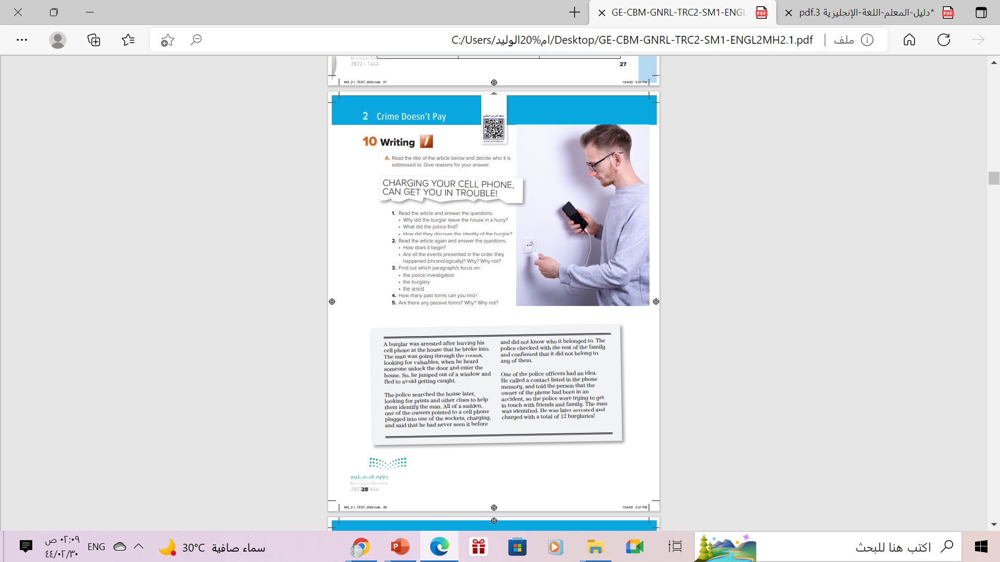 GE-CBM-GNRL-TRC2-SM1-ENGL
*دليل-المعلم-اللغة-الإنجليزية 3.pdf
C:/Users/ام%20الوليد/Desktop/GE-CBM-GNRL-TRC2-SM1-ENGL2MH2.1.pdf
ملف
Ministry of Education
2022 - 1444
27
MG_2.1_TEXT_2022.indb 27
13/4/22 5:57 PM
2 Crime Doesn't Pay
رابط الدرس الرقمي
www.ien.edu.sa
10 Writing
A. Read the title of the article below and decide who it is
addressed to. Give reasons for your answer.
CHARGING YOUR CELL PHONE,
CAN GET YOU IN TROUBLE!
1. Read the article and answer the questions.
• Why did the burglar leave the house in a hurry?
• What did the police find?
• How did they discover the identity of the burglar?
2. Read the article again and answer the questions.
• How does it begin?
• Are all the events presented in the order they
happened (chronologically)? Why? Why not?
3. Find out which paragraph/s focus on:
• the police investigation
• the burglary
• the arrest
4. How many past forms can you find?
5. Are there any passive forms? Why? Why not?
A burglar was arrested after leaving his
cell phone at the house that he broke into.
The man was going through the rooms,
looking for valuables, when he heard
someone unlock the door and enter the
house. So, he jumped out of a window and
fled to avoid getting caught.
The police searched the house later,
looking for prints and other clues to help
them identify the man. All of a sudden,
one of the owners pointed to a cell phone
plugged into one of the sockets, charging,
and said that he had never seen it before
and did not know who it belonged to. The
police checked with the rest of the family
and confirmed that it did not belong to
any of them.
One of the police officers had an idea.
He called a contact listed in the phone
memory, and told the person that the
owner of the phone had been in an
accident, so the police were trying to get
in touch with friends and family. The man
was identified. He was later arrested and
charged with a total of 12 burglaries!
وزارة التعليم
Ministry of Education
2022 - 1444
28
MG_2.1_TEXT_2022.indb 28
13/4/22 5:57 PM
٠٢:٠٩ ص
٤٤/٠٢/٣٠
ENG
30°C سماء صافية
اكتب هنا للبحث